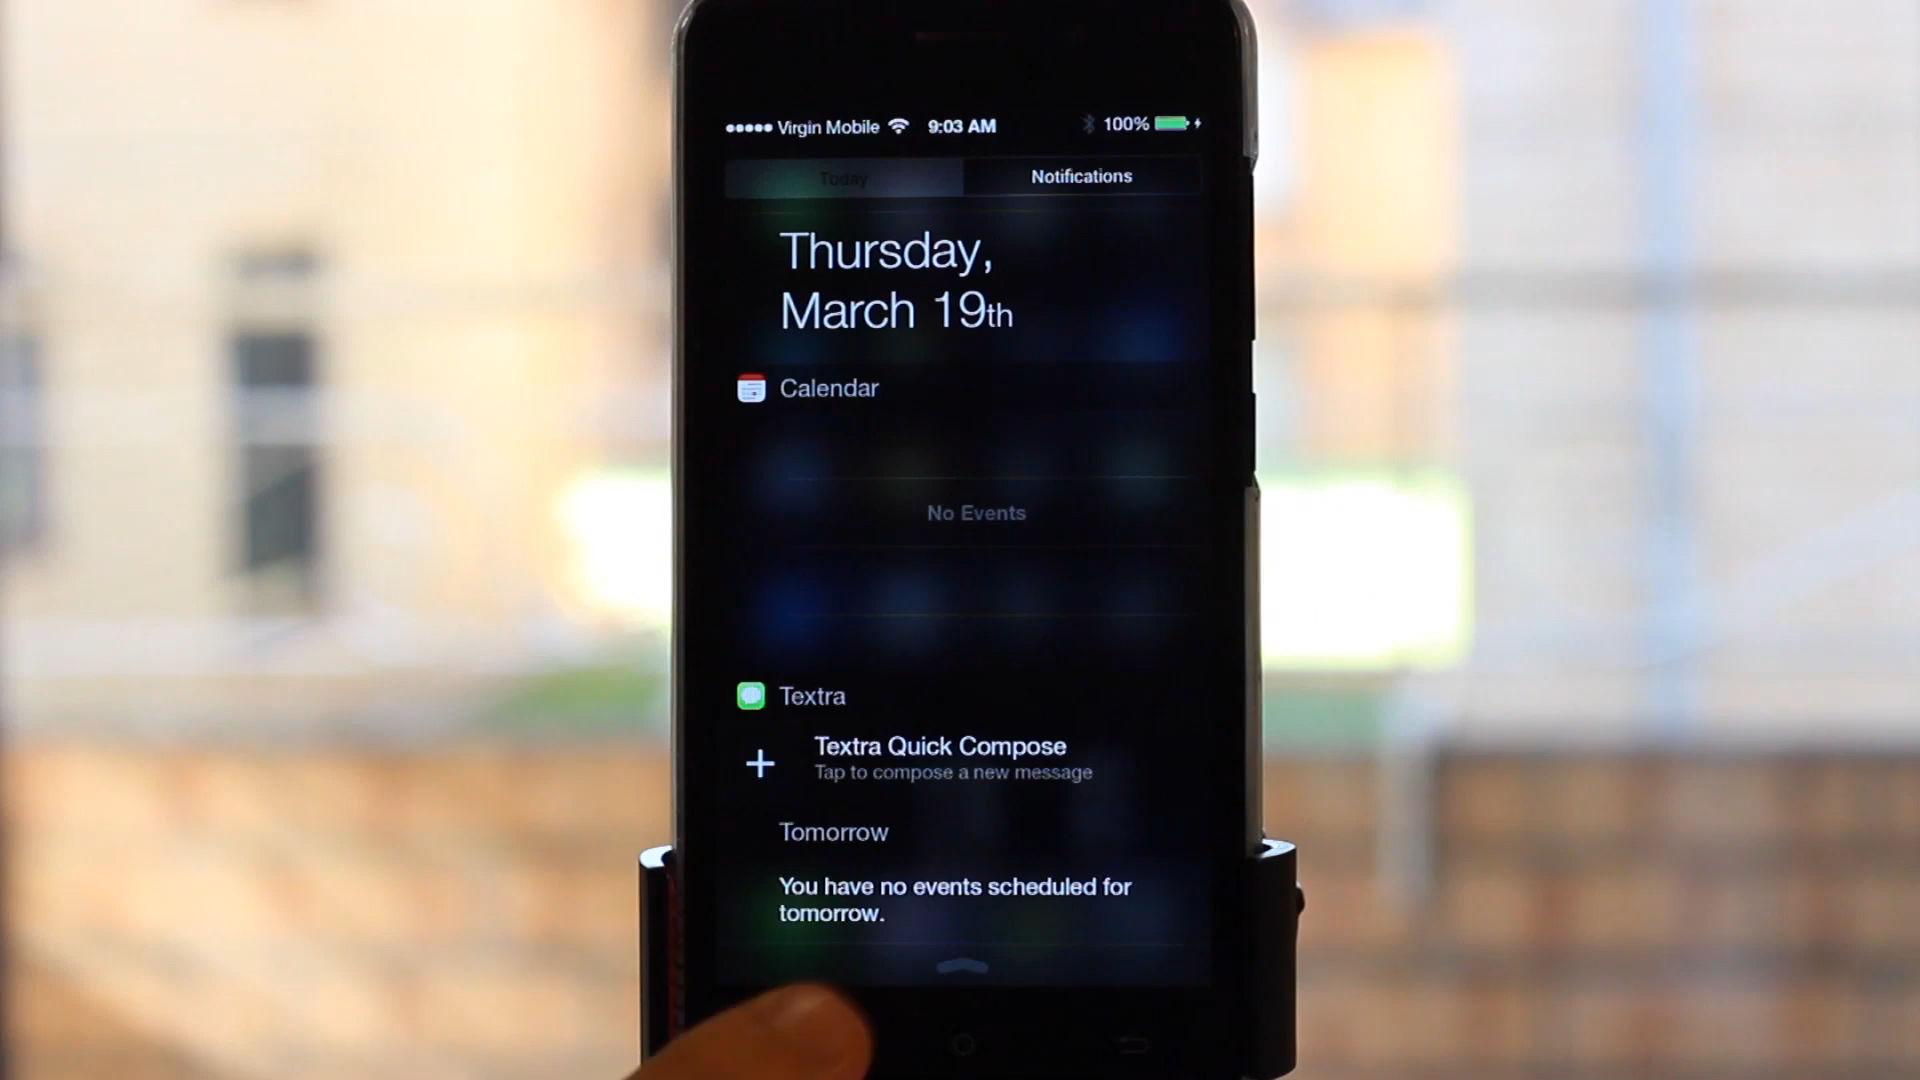 Virgin Mobile 9:03 AM 100%
Today Notifications
Thursday,
March 19th
Calendar
No Events
Textra
Textra Quick Compose
Tap to compose a new message
Tomorrow
You have no events scheduled for
tomorrow.